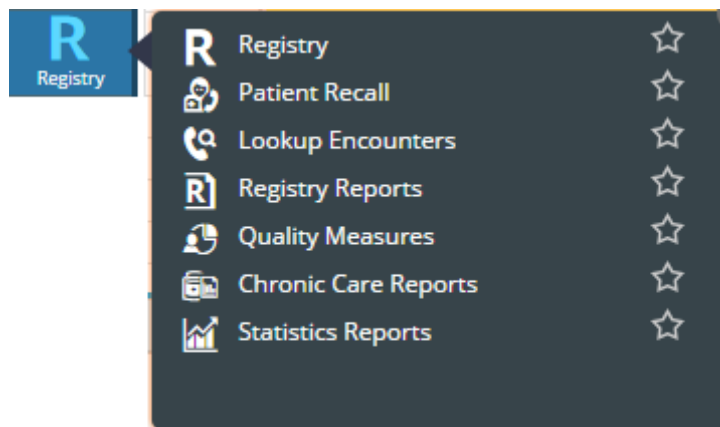 R
Registry
R Registry
Patient Recall
Lookup Encounters
R Registry Reports
Quality Measures
Chronic Care Reports
Statistics Reports